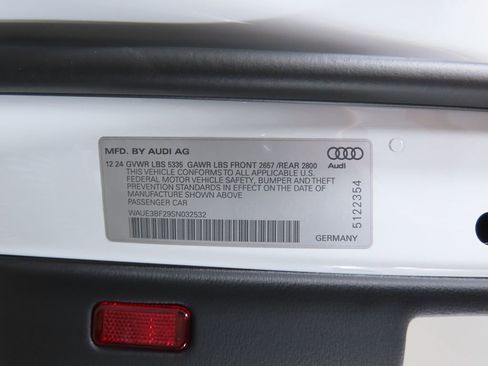 MFD. BY AUDI AG
12 24 GVWR LBS 5335 GAWR LBS FRONT 2657 /REAR 2800
THIS VEHICLE CONFORMS TO ALL APPLICABLE U.S.
FEDERAL MOTOR VEHICLE SAFETY, BUMPER AND THEFT
PREVENTION STANDARDS IN EFFECT ON THE DATE OF
MANUFACTURE SHOWN ABOVE
PASSENGER CAR
WAUE3BF29SN032532
Audi
5122354
GERMANY